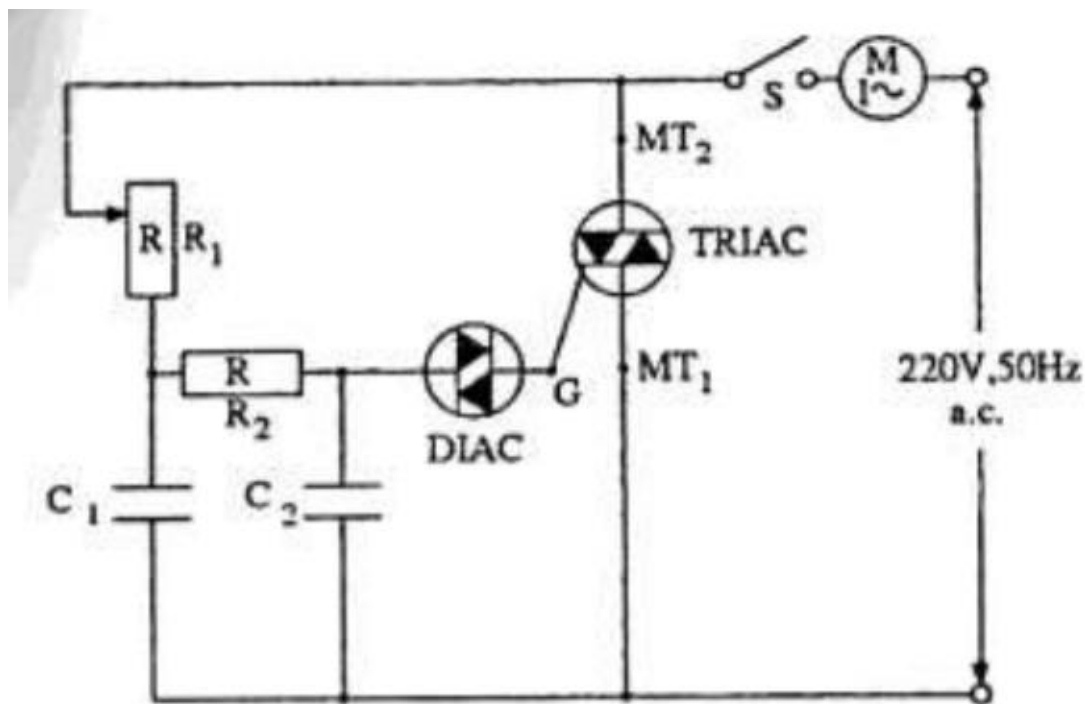 M
1~
S
MT₂
R R₁
TRIAC
R
R₂
G
MT₁
220V,50Hz
a.c.
DIAC
C₁
C₂